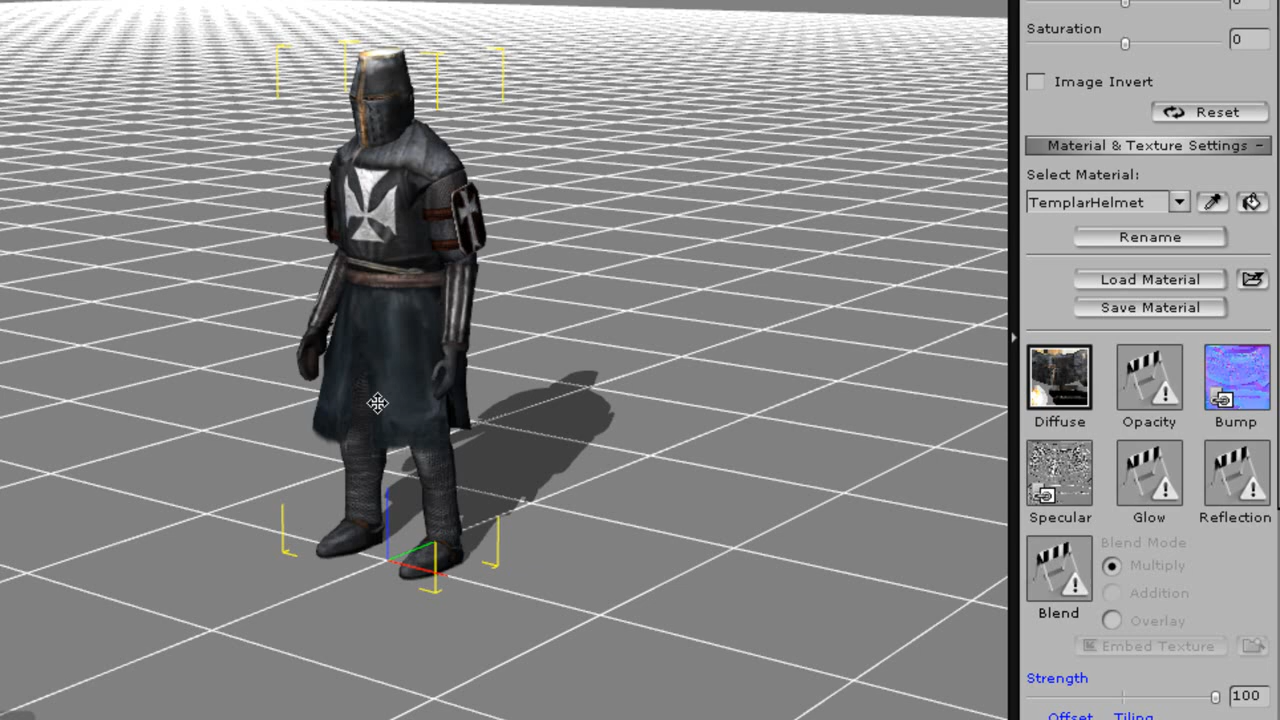 0
Saturation
0
Image Invert
Reset
Material & Texture Settings -
Select Material:
TemplarHelmet
Rename
Load Material
Save Material
Diffuse
Opacity
Bump
Specular
Glow
Reflection
Blend
Blend Mode
Multiply
Addition
Overlay
Embed Texture
Strength
100
Offset Tiling